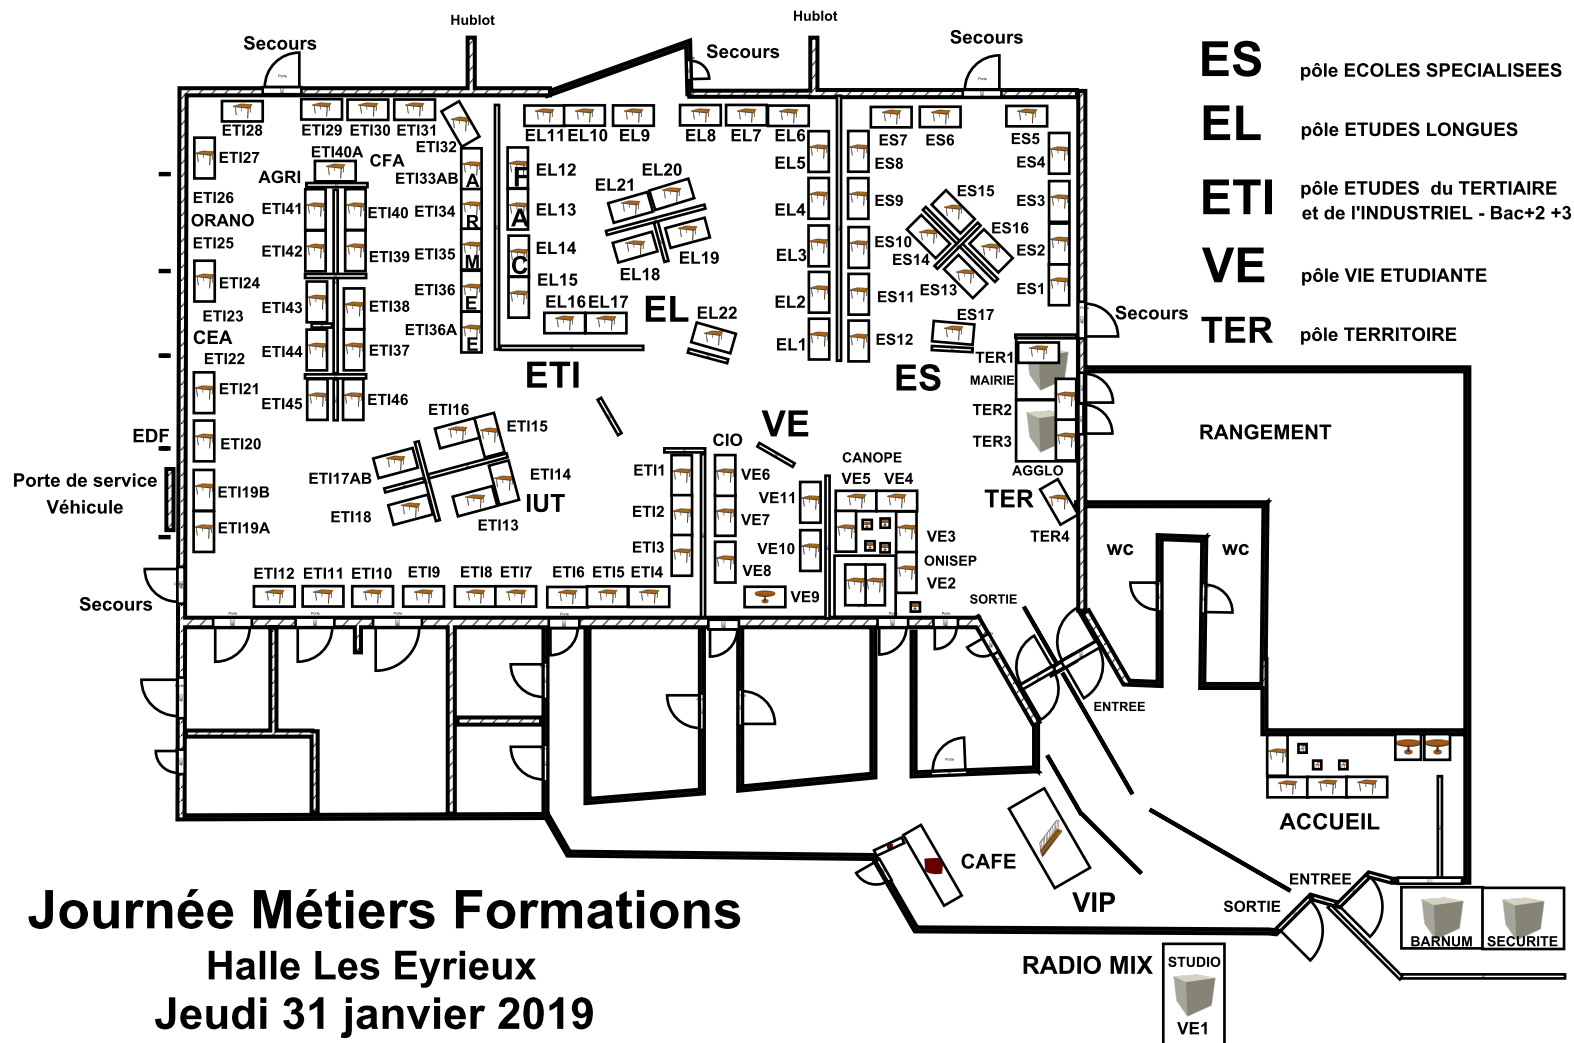 Hublot
Hublot
Secours
Secours
Secours
ES pôle ECOLES SPECIALISEES
EL pôle ETUDES LONGUES
ETI pôle ETUDES du TERTIAIRE
et de l'INDUSTRIEL - Bac+2 +3
VE pôle VIE ETUDIANTE
TER pôle TERRITOIRE
Porte
Porte
ETI28
ETI29
ETI30
ETI31
ETI32
EL11
EL10
EL9
EL8
EL7
EL6
ES7
ES6
ES5
ETI27
ETI40A
CFA
AGRI
ETI33AB
ETI26
ORANO
ETI25
ETI24
ETI23
CEA
ETI22
ETI21
ETI20
ETI19B
ETI19A
ETI41
ETI40
ETI42
ETI39
ETI43
ETI38
ETI44
ETI37
ETI45
ETI46
ETI34
ETI35
ETI36
ETI36A
A
R
M
E
E
F
A
C
EL12
EL13
EL14
EL15
EL16
EL17
EL21
EL20
EL18
EL19
EL
EL22
EL5
EL4
EL3
EL2
EL1
ES8
ES9
ES10
ES11
ES12
ES15
ES16
ES14
ES13
ES17
ES4
ES3
ES2
ES1
ES
Secours
TER1
MAIRIE
TER2
TER3
AGGLO
TER
TER4
RANGEMENT
wc
wc
EDF
Porte de service
Véhicule
Secours
ETI
ETI16
ETI15
ETI17AB
ETI14
IUT
ETI18
ETI13
ETI1
ETI2
ETI3
ETI12
ETI11
ETI10
ETI9
ETI8
ETI7
ETI6
ETI5
ETI4
VE
CIO
VE6
VE7
VE8
VE9
VE11
VE10
CANOPE
VE5
VE4
VE3
ONISEP
VE2
SORTIE
ENTREE
Porte
Porte
Porte
Porte
Porte
Porte
Porte
ACCUEIL
CAFE
VIP
ENTREE
SORTIE
BARNUM
SECURITE
RADIO MIX
STUDIO
VE1
Journée Métiers Formations
Halle Les Eyrieux
Jeudi 31 janvier 2019